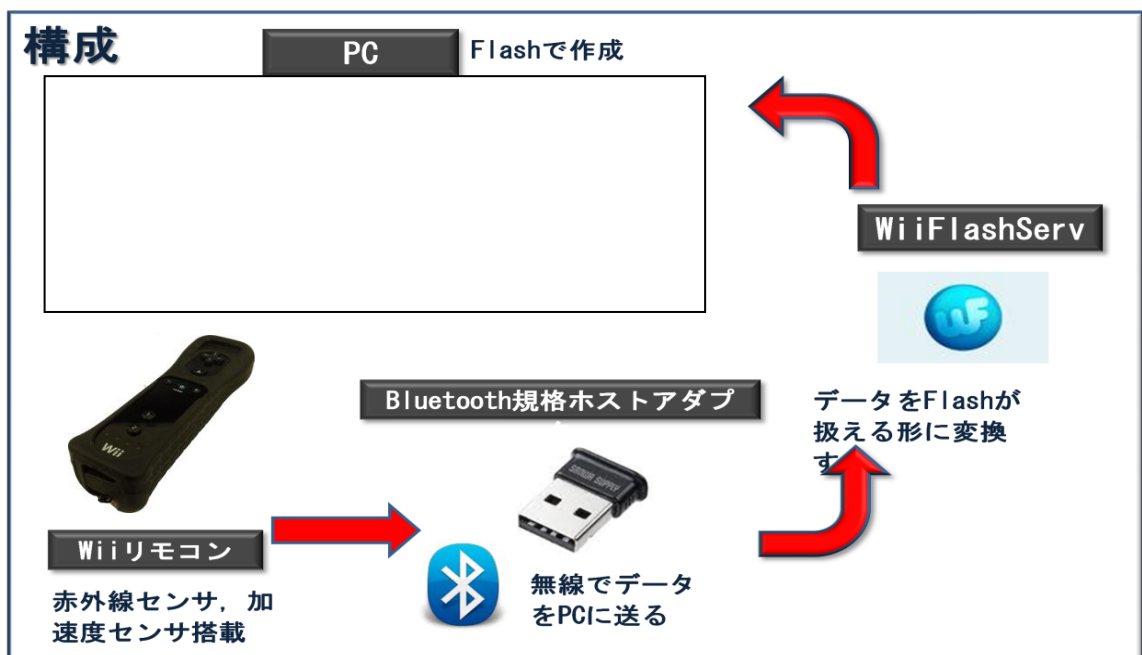 構成
PC
Flashで作成
WiiFlashServ
Bluetooth規格ホストアダプ
データをFlashが
扱える形に変換
す
Wii
SANWA SUPPLY
Wiiリモコン
赤外線センサ, 加
速度センサ搭載
無線でデータ
をPCに送る